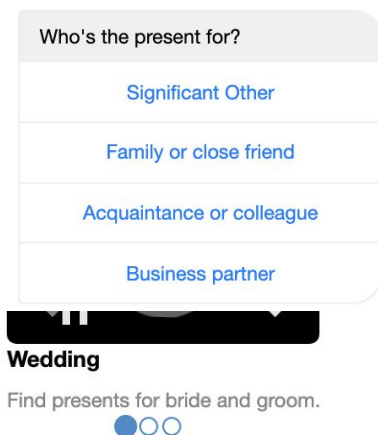 Who's the present for?
Significant Other
Family or close friend
Acquaintance or colleague
Business partner
Wedding
Find presents for bride and groom.